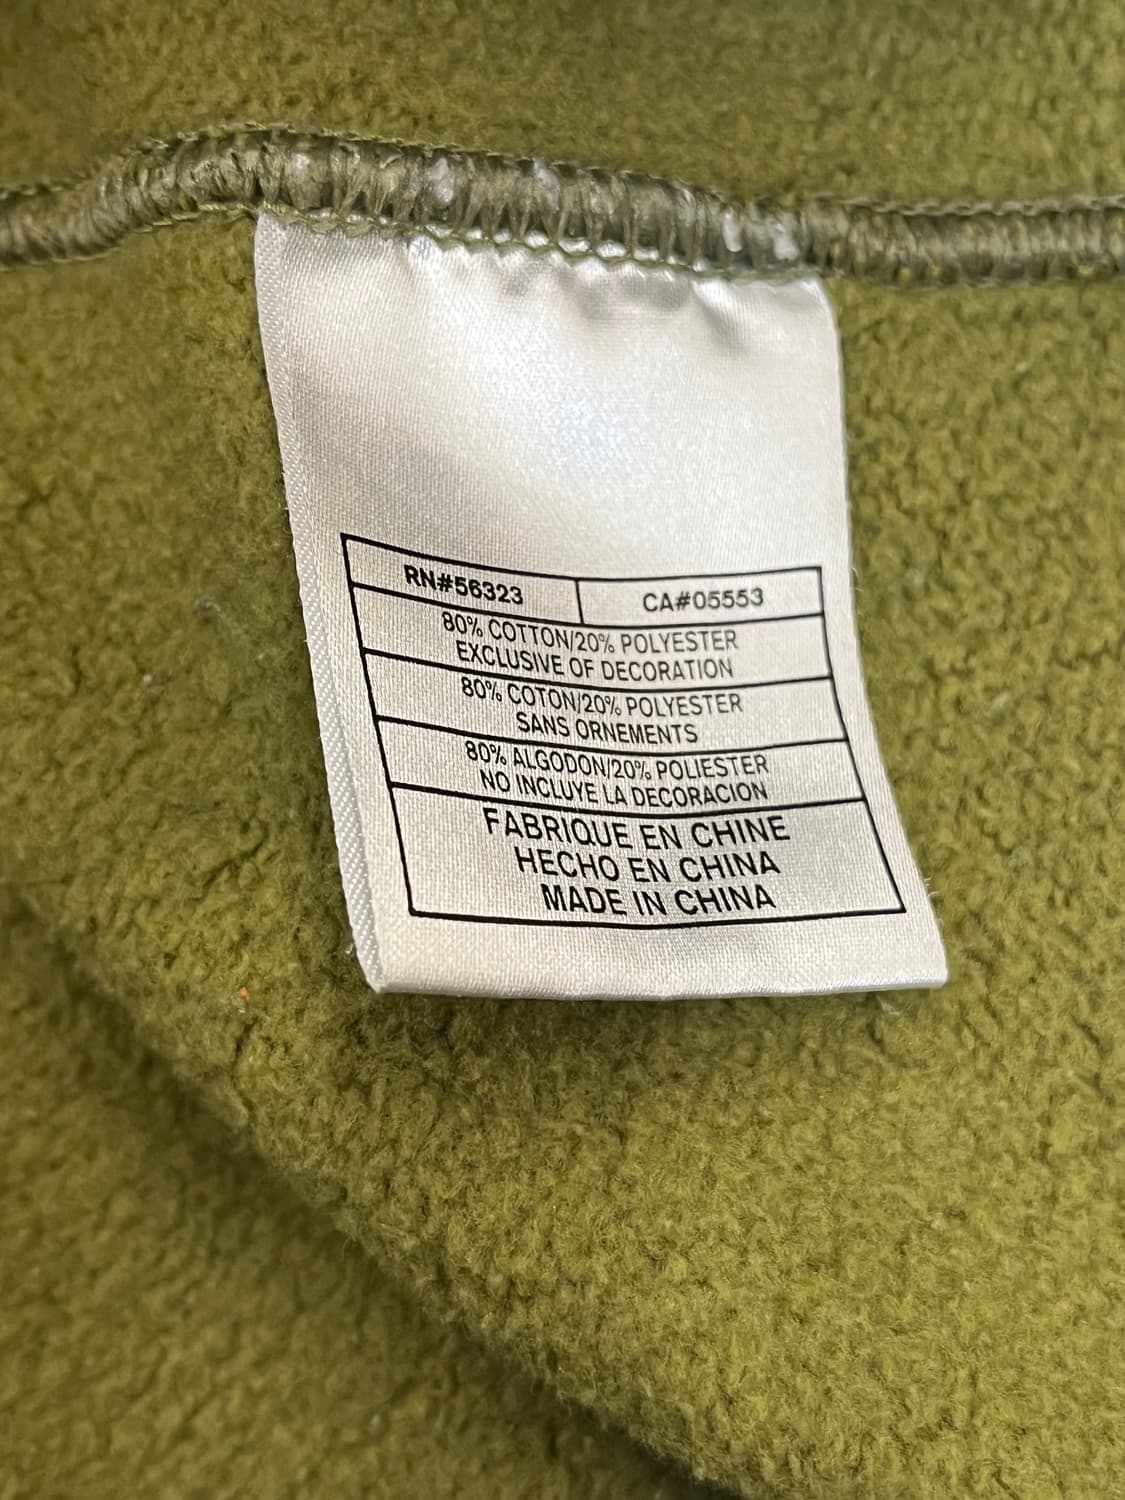 RN#56323 CA#05553
80% COTTON/20% POLYESTER
EXCLUSIVE OF DECORATION
80% COTON/20% POLYESTER
SANS ORNEMENTS
80% ALGODON/20% POLIESTER
NO INCLUYE LA DECORACION
FABRIQUE EN CHINE
HECHO EN CHINA
MADE IN CHINA